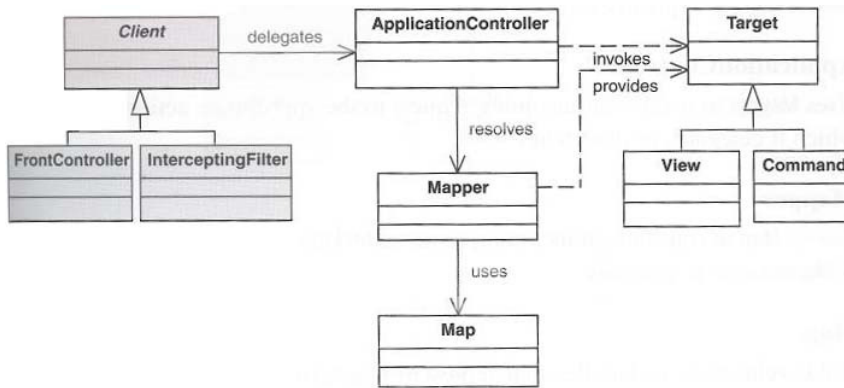 Client
delegates
ApplicationController
invokes
provides
Target
FrontController
InterceptingFilter
resolves
Mapper
View
Command
uses
Map